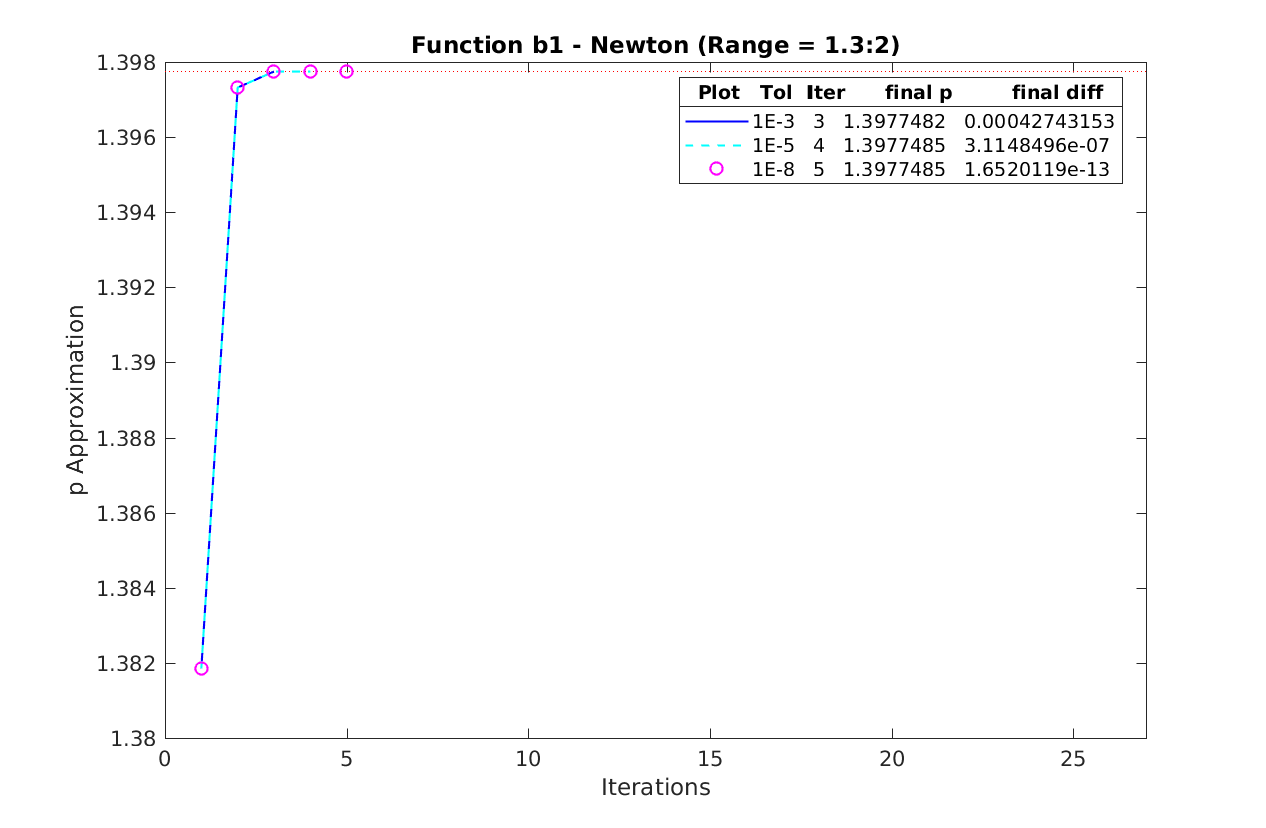 Function b1 - Newton (Range = 1.3:2)
1.398
1.396
1.394
1.392
1.39
1.388
1.386
1.384
1.382
1.38
p Approximation
Plot Tol Iter final p final diff
1E-3 3 1.3977482 0.00042743153
1E-5 4 1.3977485 3.1148496e-07
1E-8 5 1.3977485 1.6520119e-13
0 5 10 15 20 25
Iterations